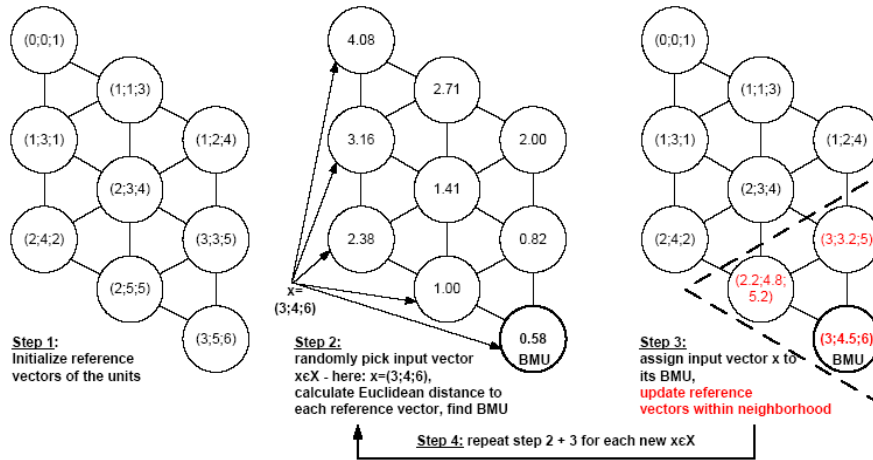 (0;0;1)
(1;1;3)
(1;3;1)
(1;2;4)
(2;3;4)
(2;4;2)
(3;3;5)
(2;5;5)
(3;5;6)
Step 1:
Initialize reference
vectors of the units
4.08
2.71
3.16
2.00
1.41
2.38
0.82
1.00
x=
(3;4;6)
0.58
BMU
Step 2:
randomly pick input vector
xϵX - here: x=(3;4;6),
calculate Euclidean distance to
each reference vector, find BMU
(0;0;1)
(1;1;3)
(1;3;1)
(1;2;4)
(2;3;4)
(2;4;2)
(3;3.2;5)
(2.2;4.8;
5.2)
(3;4.5;6)
BMU
Step 3:
assign input vector x to
its BMU,
update reference
vectors within neighborhood
Step 4: repeat step 2 + 3 for each new xϵX